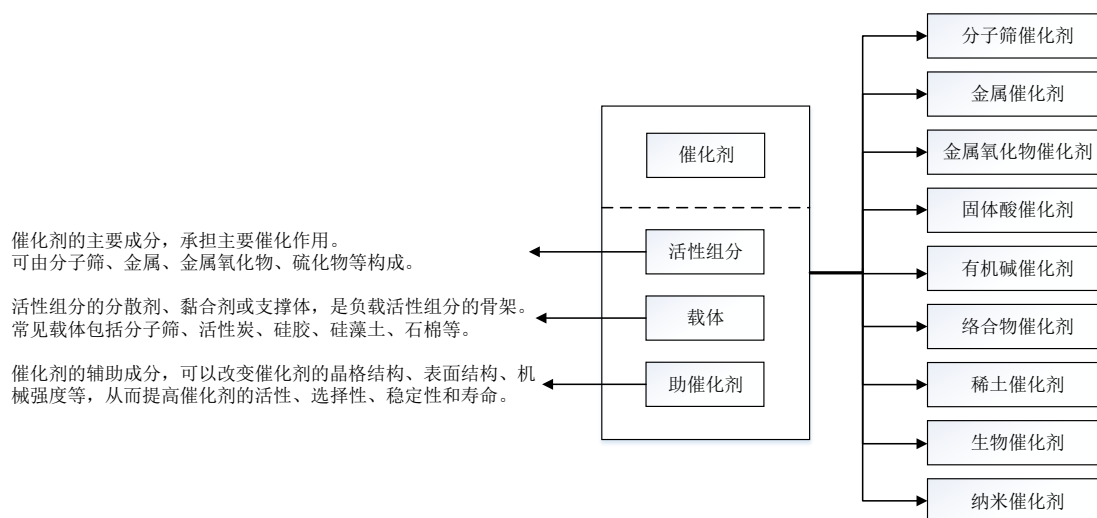 分子筛催化剂
金属催化剂
催化剂
金属氧化物催化剂
固体酸催化剂
催化剂的主要成分，承担主要催化作用。
可由分子筛、金属、金属氧化物、硫化物等构成。
活性组分
有机碱催化剂
活性组分的分散剂、黏合剂或支撑体，是负载活性组分的骨架。
常见载体包括分子筛、活性炭、硅胶、硅藻土、石棉等。
载体
络合物催化剂
催化剂的辅助成分，可以改变催化剂的晶格结构、表面结构、机
械强度等，从而提高催化剂的活性、选择性、稳定性和寿命。
助催化剂
稀土催化剂
生物催化剂
纳米催化剂